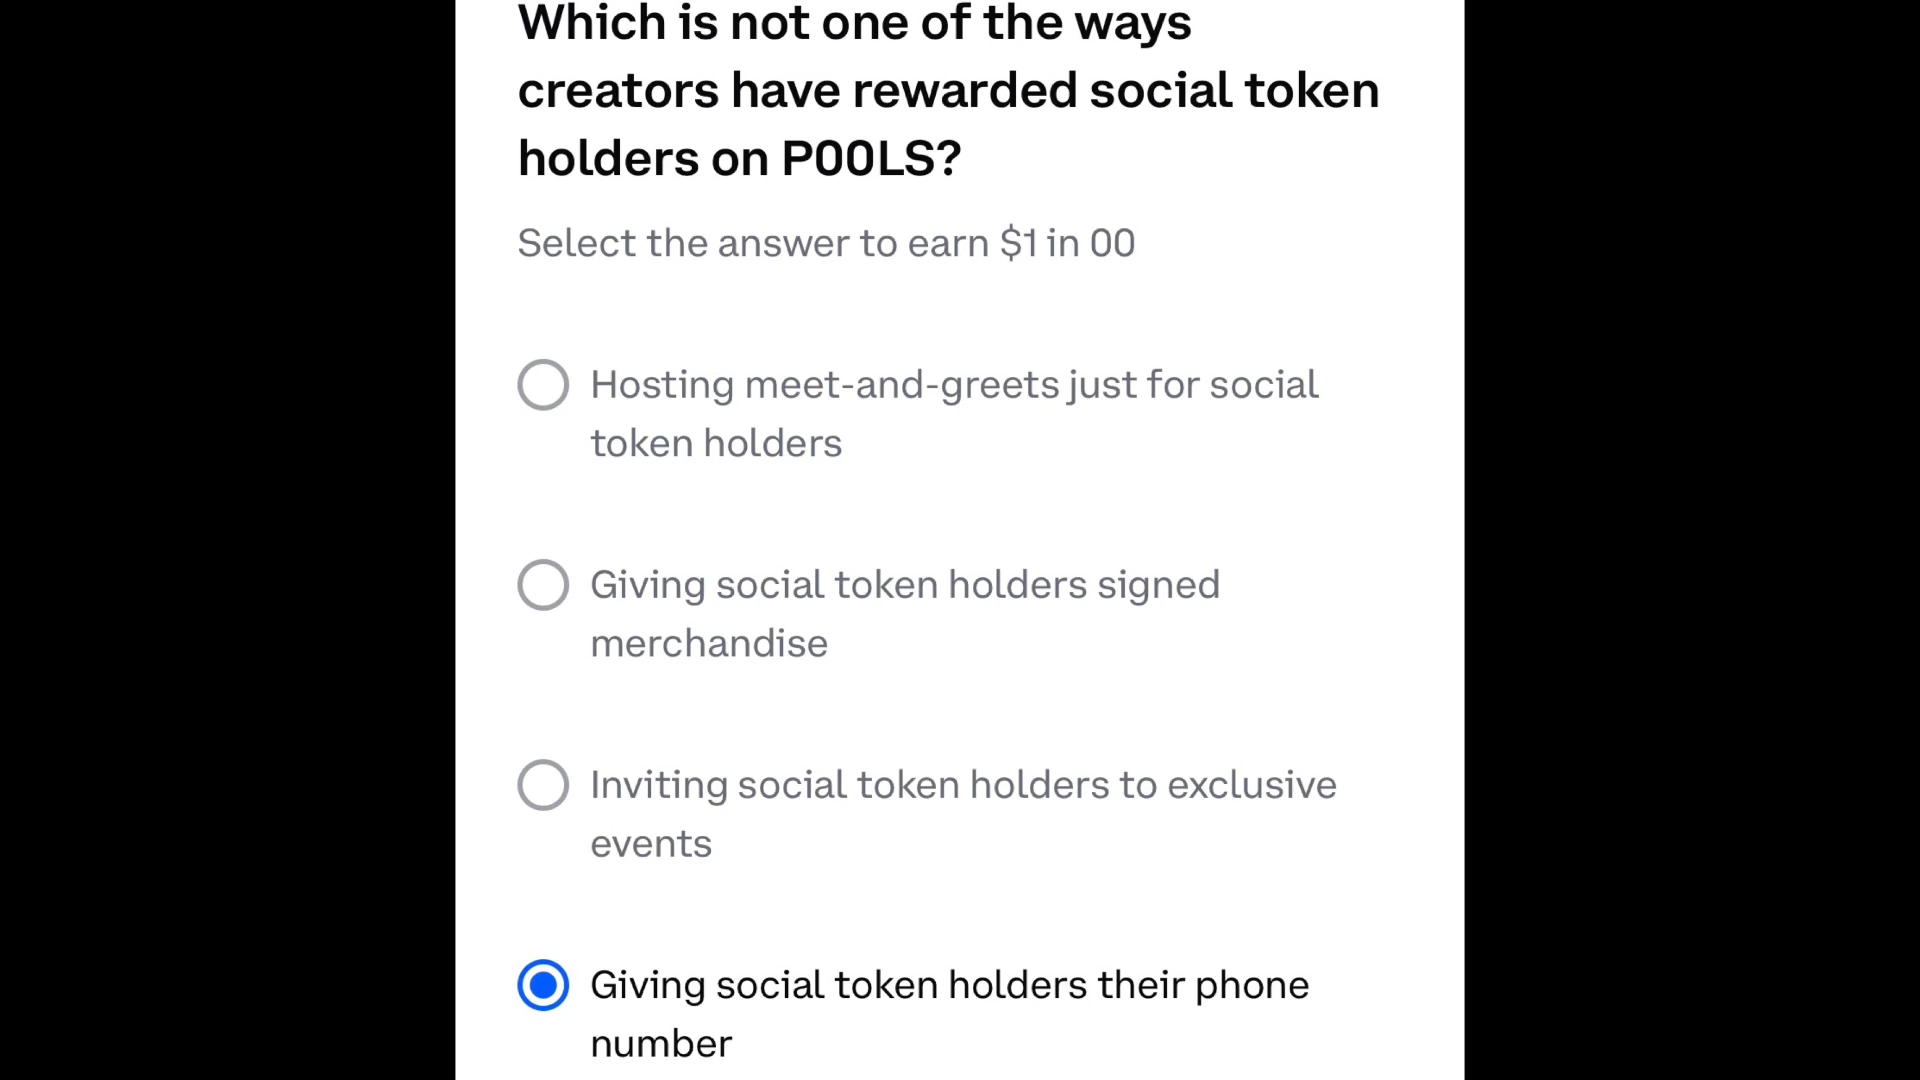 Which is not one of the ways
creators have rewarded social token
holders on P00LS?
Select the answer to earn $1 in 00
Hosting meet-and-greets just for social
token holders
Giving social token holders signed
merchandise
Inviting social token holders to exclusive
events
Giving social token holders their phone
number